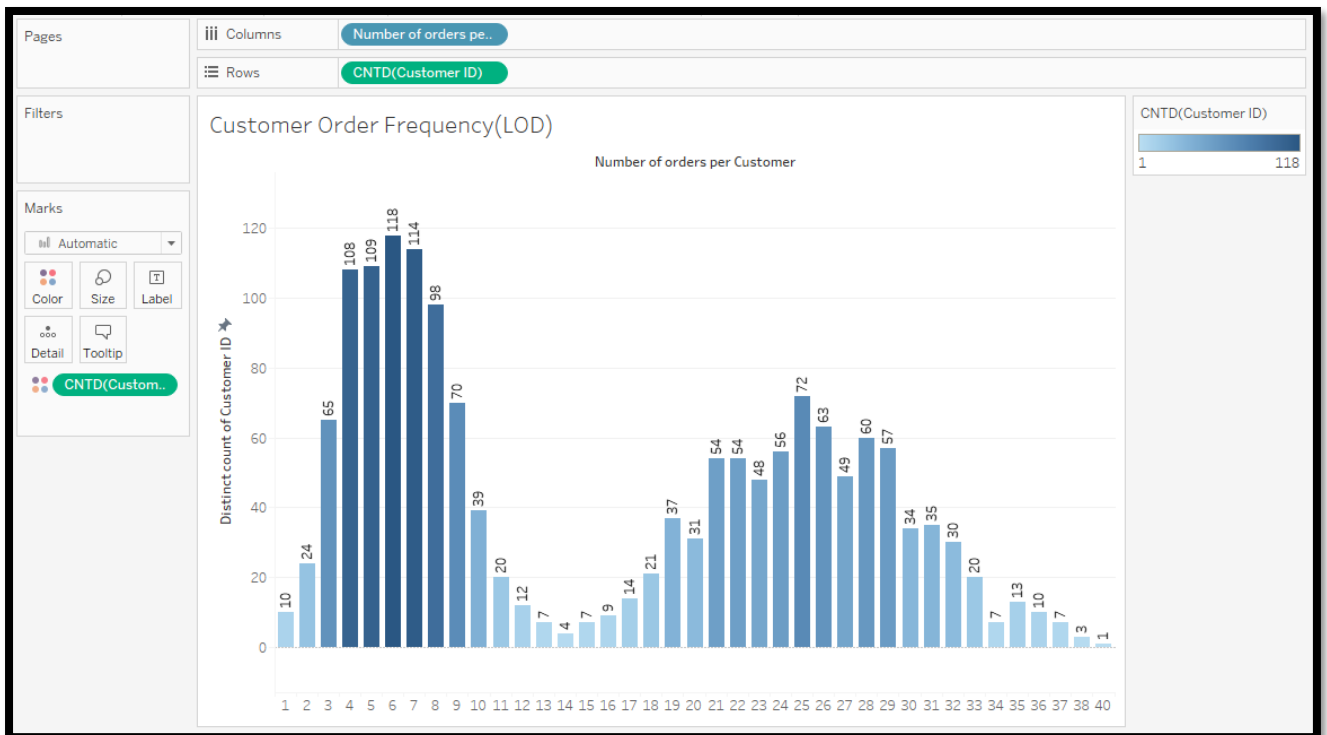 Pages
Columns
Number of orders pe..
Rows
CNTD(Customer ID)
Filters
Customer Order Frequency(LOD)
CNTD(Customer ID)
1 118
Number of orders per Customer
Marks
Automatic
Color Size Label
Detail Tooltip
CNTD(Custom..
Distinct count of Customer ID
120
100
80
60
40
20
0
10 24 65 108 109 118 114 98 70 39 20 12 7 4 7 9 14 21 37 31 54 54 48 56 72 63 49 60 57 34 35 30 20 7 13 10 7 3 1
1 2 3 4 5 6 7 8 9 10 11 12 13 14 15 16 17 18 19 20 21 22 23 24 25 26 27 28 29 30 31 32 33 34 35 36 37 38 40